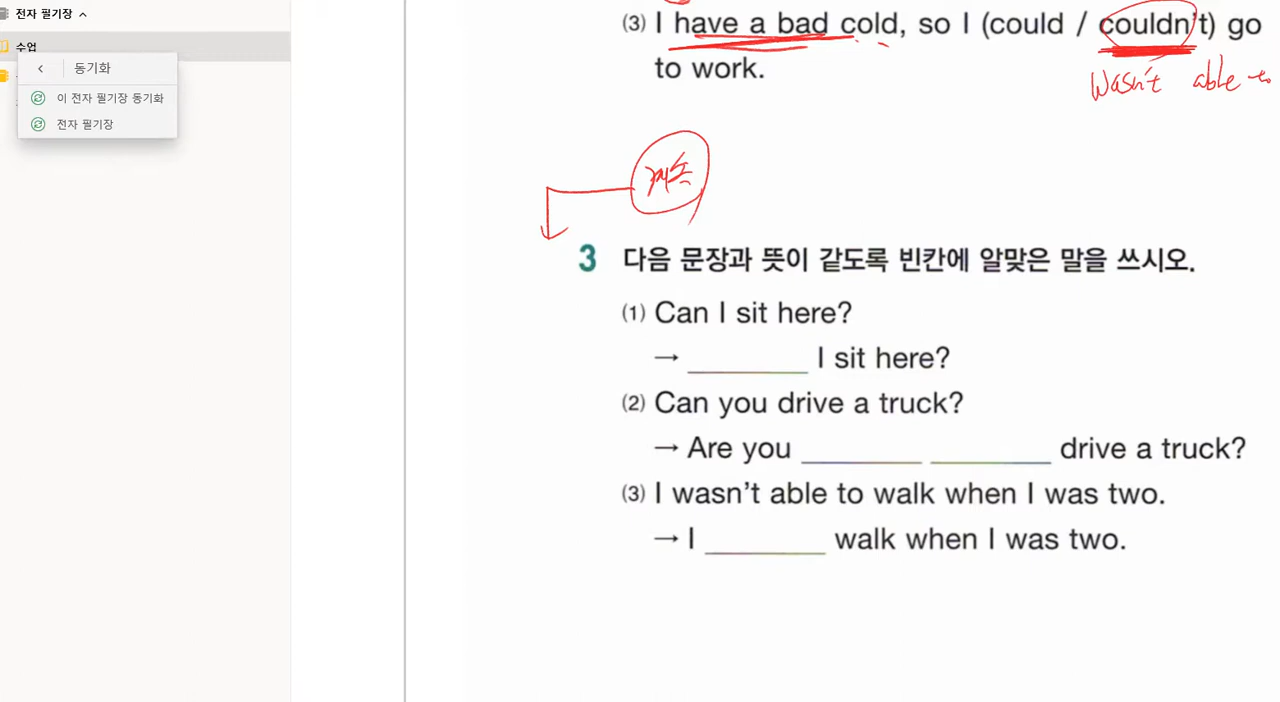 전자 필기장
수업
동기화
이 전자 필기장 동기화
전자 필기장
(3) I have a bad cold, so I (could / couldn't) go
to work.
Wasn't able to
3 다음 문장과 뜻이 같도록 빈칸에 알맞은 말을 쓰시오.
(1) Can I sit here?
→ ________ I sit here?
(2) Can you drive a truck?
→ Are you ________ ________ drive a truck?
(3) I wasn't able to walk when I was two.
→ I ________ walk when I was two.